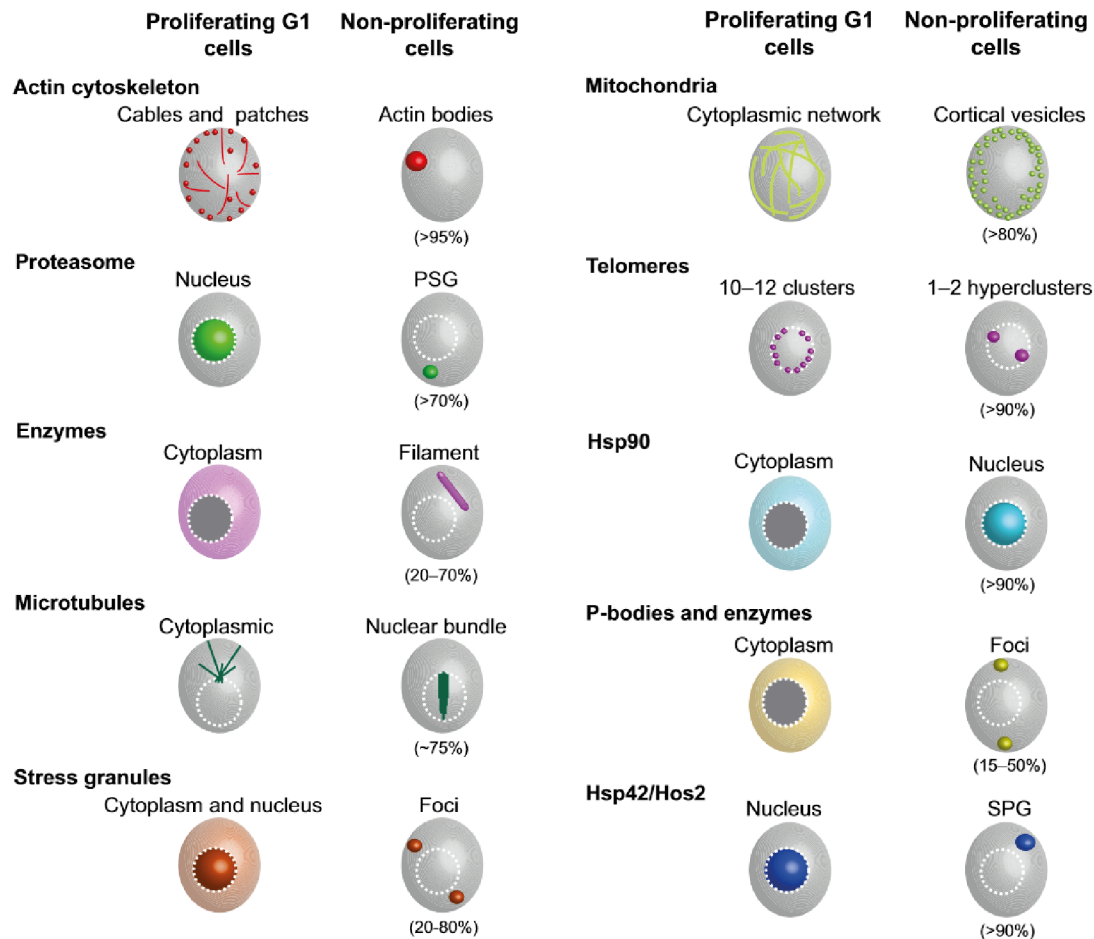 Proliferating G1
cells
Non-proliferating
cells
Actin cytoskeleton
Cables and patches
Actin bodies
(>95%)
Proteasome
Nucleus
PSG
(>70%)
Enzymes
Cytoplasm
Filament
(20–70%)
Microtubules
Cytoplasmic
Nuclear bundle
(~75%)
Stress granules
Cytoplasm and nucleus
Foci
(20-80%)
Proliferating G1
cells
Non-proliferating
cells
Mitochondria
Cytoplasmic network
Cortical vesicles
(>80%)
Telomeres
10–12 clusters
1–2 hyperclusters
(>90%)
Hsp90
Cytoplasm
Nucleus
(>90%)
P-bodies and enzymes
Cytoplasm
Foci
(15–50%)
Hsp42/Hos2
Nucleus
SPG
(>90%)